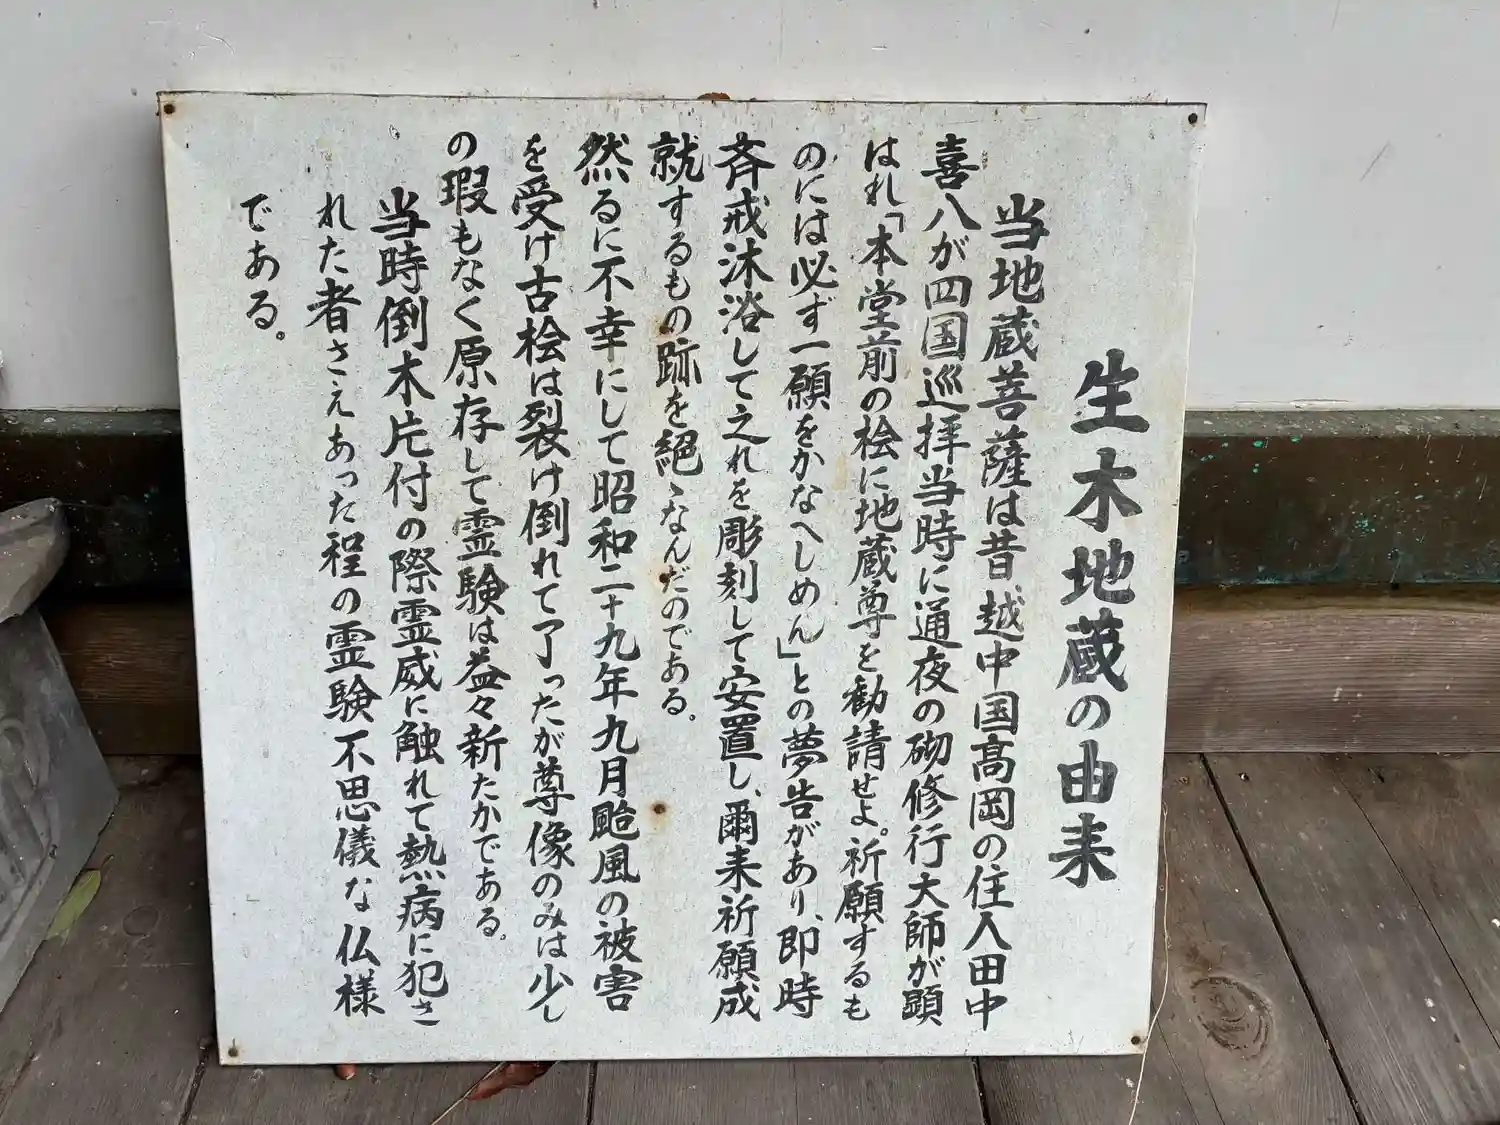 生木地蔵の由来
当地蔵菩薩は昔、越中国高岡の住人田中
喜八が四国巡拝当時に通夜の砌修行大師が顕
はれ「本堂前の桧に地蔵尊を勧請せよ。祈願するも
のには必ず一願をかなへしめん」との夢告があり、即時
斉戒沐浴して之れを彫刻して安置し、爾来祈願成
就するもの跡を絶ゝなんだのである。
然るに不幸にして昭和二十九年九月颱風の被害
を受け古桧は裂け倒れて了ったが尊像のみは少し
の瑕もなく原存して霊験は益々新たかである。
当時倒木片付の際霊威に触れて熱病に犯さ
れた者さえあった程の霊験不思儀な仏様
である。